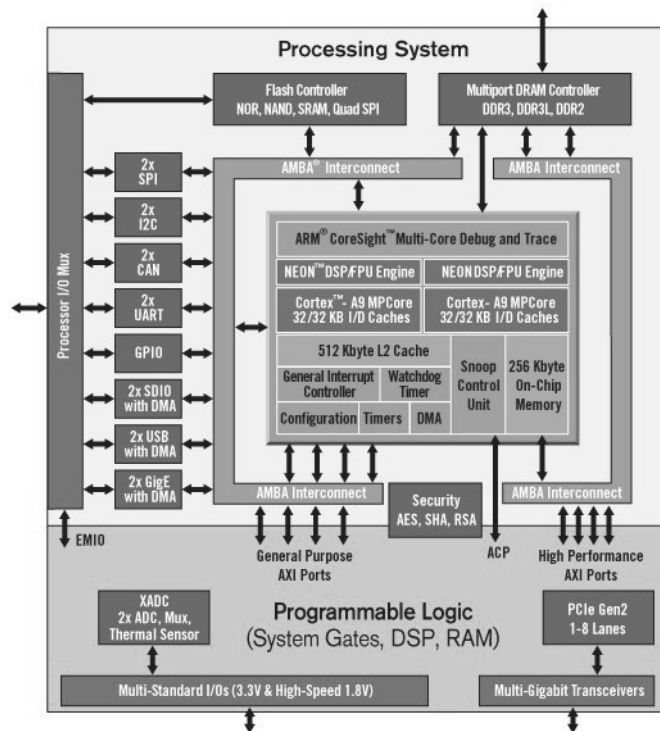 Processing System
Flash Controller
NOR, NAND, SRAM, Quad SPI
Multiport DRAM Controller
DDR3, DDR3L, DDR2
AMBA® Interconnect
AMBA Interconnect
Processor I/O Mux
2x
SPI
2x
I2C
2x
CAN
2x
UART
GPIO
2x SDIO
with DMA
2x USB
with DMA
2x GigE
with DMA
ARM® CoreSight™ Multi-Core Debug and Trace
NEON™ DSP/FPU Engine
NEON DSP/FPU Engine
Cortex™- A9 MPCore
32/32 KB I/D Caches
Cortex- A9 MPCore
32/32 KB I/D Caches
512 Kbyte L2 Cache
General Interrupt
Controller
Watchdog
Timer
Configuration
Timers
DMA
Snoop
Control
Unit
256 Kbyte
On-Chip
Memory
AMBA Interconnect
Security
AES, SHA, RSA
AMBA Interconnect
EMIO
General Purpose
AXI Ports
ACP
High Performance
AXI Ports
XADC
2x ADC, Mux,
Thermal Sensor
Programmable Logic
(System Gates, DSP, RAM)
PCIe Gen2
1-8 Lanes
Multi-Standard I/Os (3.3V & High-Speed 1.8V)
Multi-Gigabit Transceivers